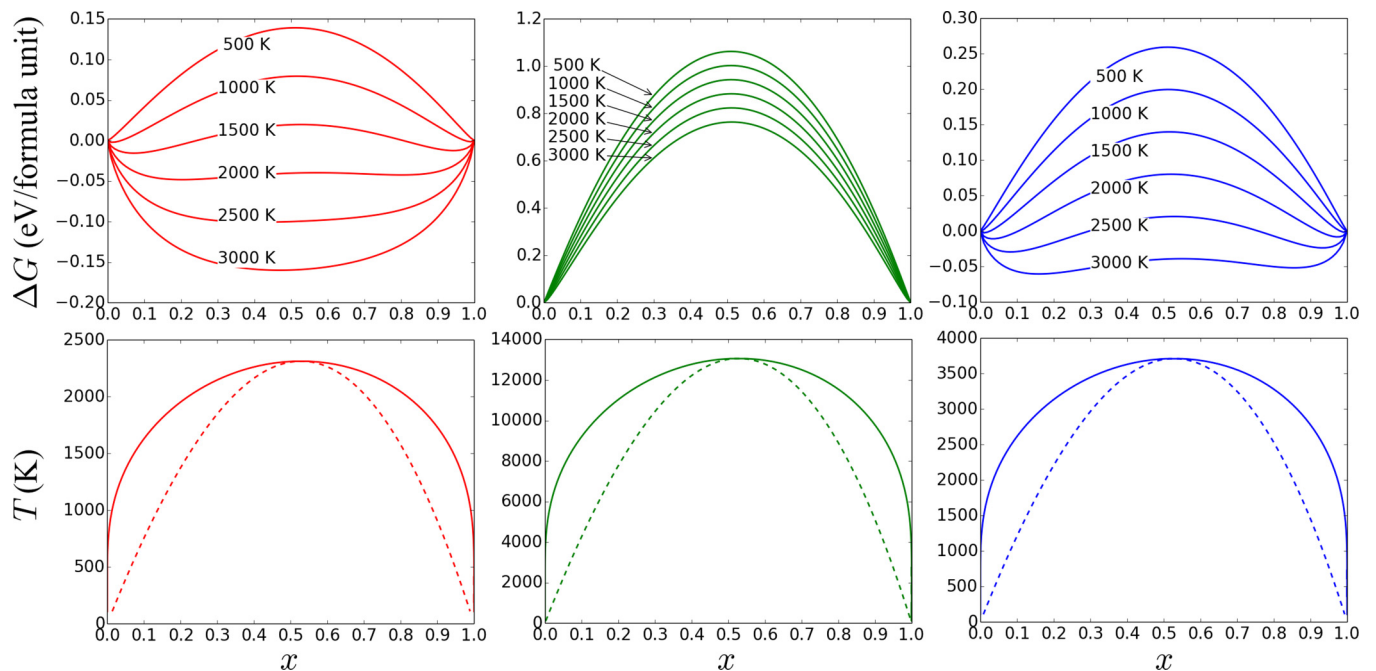 ΔG (eV/formula unit)
0.15
0.10
0.05
0.00
−0.05
−0.10
−0.15
−0.20
500 K
1000 K
1500 K
2000 K
2500 K
3000 K
0.0 0.1 0.2 0.3 0.4 0.5 0.6 0.7 0.8 0.9 1.0
1.2
1.0
0.8
0.6
0.4
0.2
0.0
500 K
1000 K
1500 K
2000 K
2500 K
3000 K
0.0 0.1 0.2 0.3 0.4 0.5 0.6 0.7 0.8 0.9 1.0
0.30
0.25
0.20
0.15
0.10
0.05
0.00
−0.05
−0.10
500 K
1000 K
1500 K
2000 K
2500 K
3000 K
0.0 0.1 0.2 0.3 0.4 0.5 0.6 0.7 0.8 0.9 1.0
T (K)
2500
2000
1500
1000
500
0
0.0 0.1 0.2 0.3 0.4 0.5 0.6 0.7 0.8 0.9 1.0
x
14000
12000
10000
8000
6000
4000
2000
0
0.0 0.1 0.2 0.3 0.4 0.5 0.6 0.7 0.8 0.9 1.0
x
4000
3500
3000
2500
2000
1500
1000
500
0
0.0 0.1 0.2 0.3 0.4 0.5 0.6 0.7 0.8 0.9 1.0
x